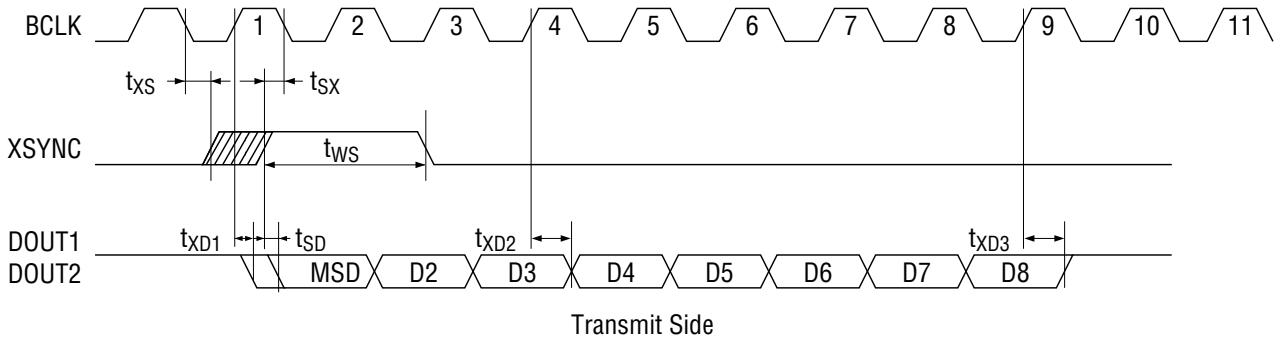 BCLK 1 2 3 4 5 6 7 8 9 10 11
tXS tSX
XSYNC tWS
DOUT1 tXD1 tSD tXD2 tXD3
DOUT2 MSD D2 D3 D4 D5 D6 D7 D8
Transmit Side